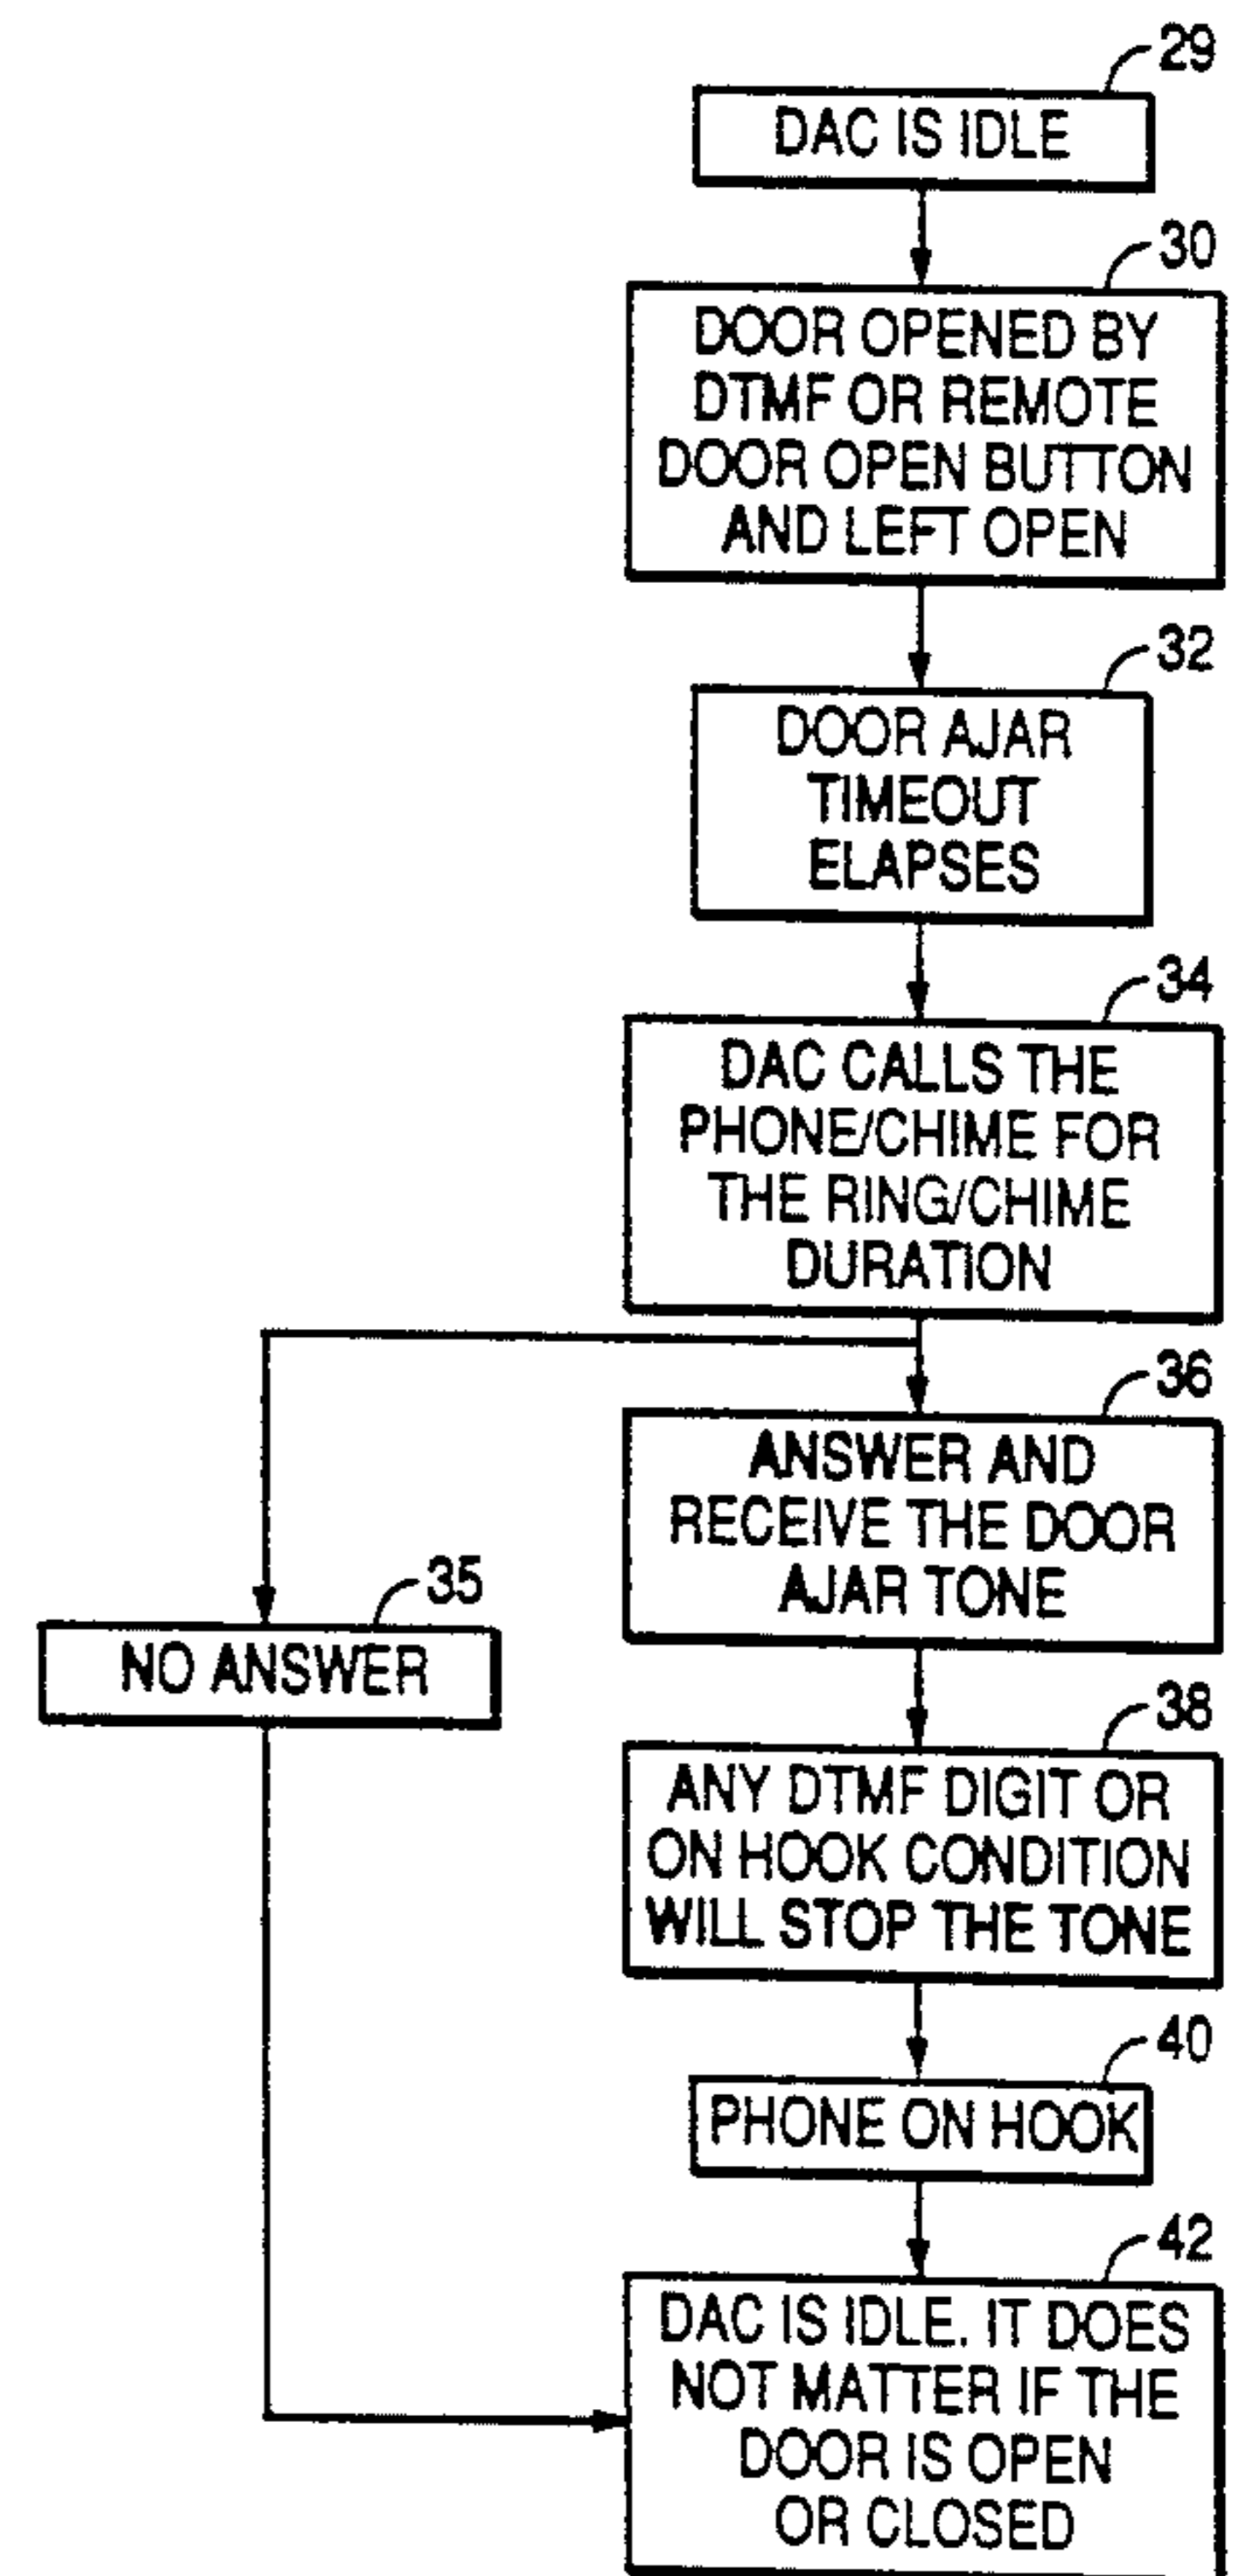 29
DAC IS IDLE
30
DOOR OPENED BY
DTMF OR REMOTE
DOOR OPEN BUTTON
AND LEFT OPEN
32
DOOR AJAR
TIMEOUT
ELAPSES
34
DAC CALLS THE
PHONE/CHIME FOR
THE RING/CHIME
DURATION
36
ANSWER AND
RECEIVE THE DOOR
AJAR TONE
35
NO ANSWER
38
ANY DTMF DIGIT OR
ON HOOK CONDITION
WILL STOP THE TONE
40
PHONE ON HOOK
42
DAC IS IDLE. IT DOES
NOT MATTER IF THE
DOOR IS OPEN
OR CLOSED